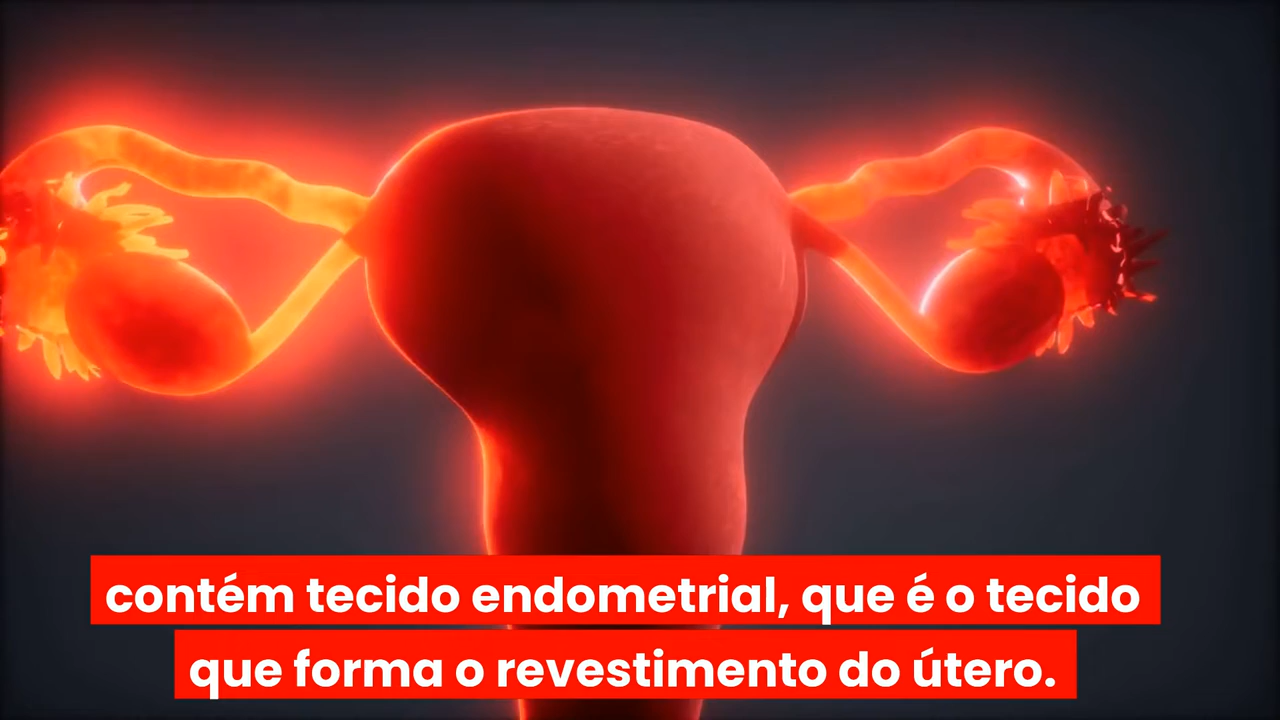 contém tecido endometrial, que é o tecido
que forma o revestimento do útero.